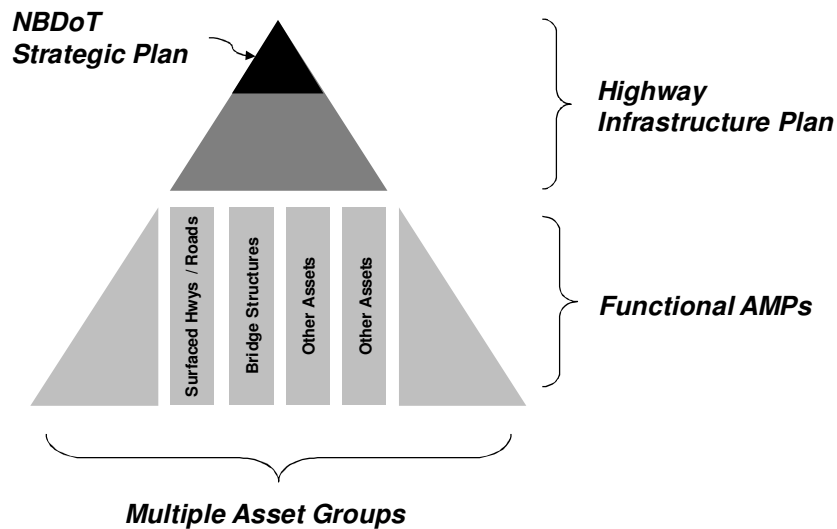 NBDoT
Strategic Plan
Highway
Infrastructure Plan
Surfaced Hwys / Roads
Bridge Structures
Other Assets
Other Assets
Functional AMPs
Multiple Asset Groups